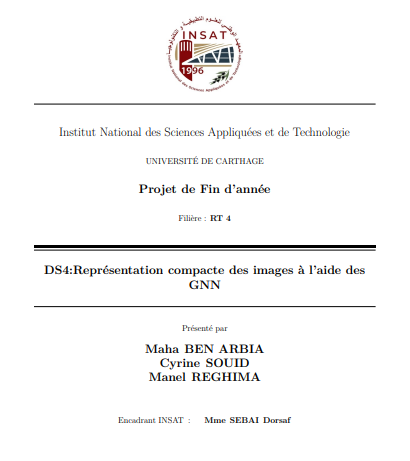 INSAT
1996
Institut National des Sciences Appliquées et de Technologie
UNIVERSITÉ DE CARTHAGE
Projet de Fin d'année
Filière : RT 4
DS4:Représentation compacte des images à l'aide des
GNN
Présenté par
Maha BEN ARBIA
Cyrine SOUID
Manel REGHIMA
Encadrant INSAT : Mme SEBAI Dorsaf